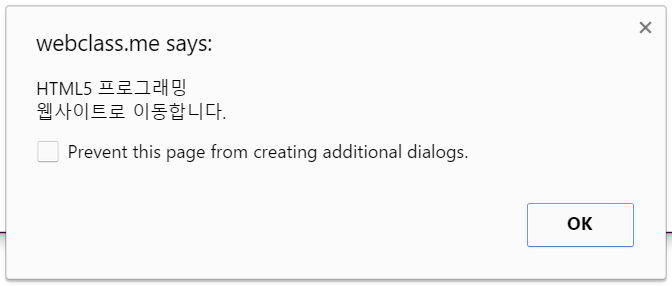 webclass.me says:
HTML5 프로그래밍
웹사이트로 이동합니다.
Prevent this page from creating additional dialogs.
OK